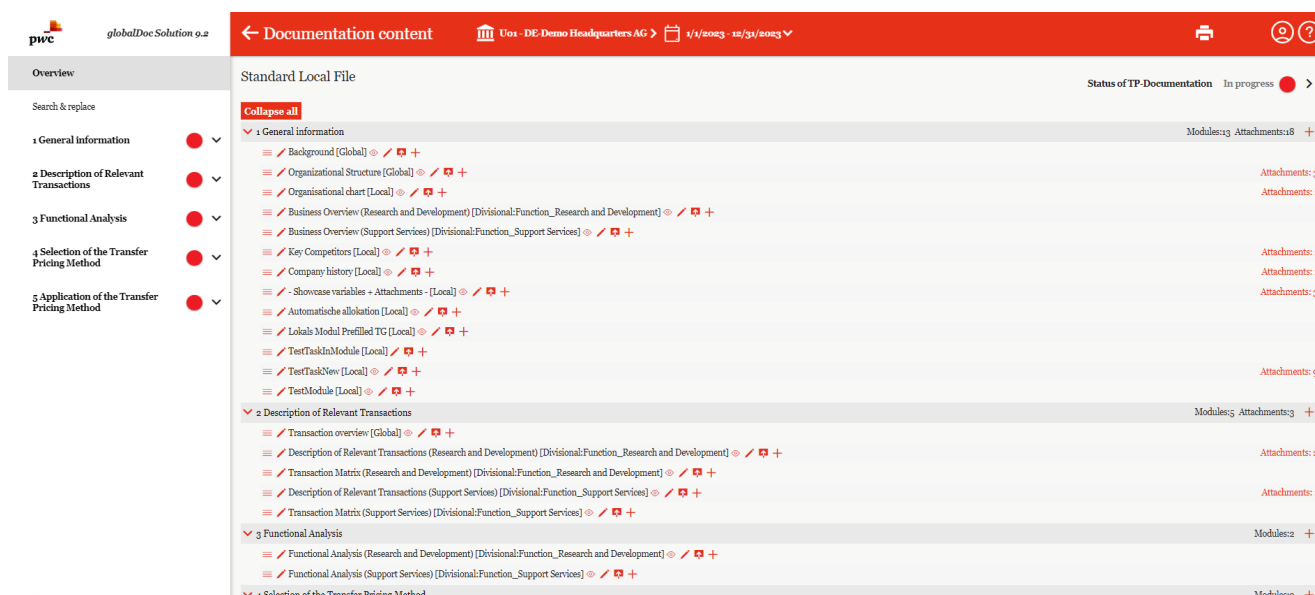 pwc
globalDoc Solution 9.2
Documentation content
U01 - DE-Demo Headquarters AG
1/1/2023 - 12/31/2023
Overview
Search & replace
1 General information
2 Description of Relevant
Transactions
3 Functional Analysis
4 Selection of the Transfer
Pricing Method
5 Application of the Transfer
Pricing Method
Standard Local File
Status of TP-Documentation In progress
Collapse all
1 General information Modules:13 Attachments:18
Background [Global]
Organizational Structure [Global] Attachments:
Organisational chart [Local] Attachments:
Business Overview (Research and Development) [Divisional:Function_Research and Development]
Business Overview (Support Services) [Divisional:Function_Support Services]
Key Competitors [Local] Attachments:
Company history [Local] Attachments:
- Showcase variables + Attachments - [Local] Attachments:
Automatische allokation [Local]
Lokals Modul Prefilled TG [Local]
TestTaskInModule [Local]
TestTaskNew [Local] Attachments:
TestModule [Local]
2 Description of Relevant Transactions Modules:5 Attachments:3
Transaction overview [Global]
Description of Relevant Transactions (Research and Development) [Divisional:Function_Research and Development] Attachments:
Transaction Matrix (Research and Development) [Divisional:Function_Research and Development]
Description of Relevant Transactions (Support Services) [Divisional:Function_Support Services] Attachments:
Transaction Matrix (Support Services) [Divisional:Function_Support Services]
3 Functional Analysis Modules:2
Functional Analysis (Research and Development) [Divisional:Function_Research and Development]
Functional Analysis (Support Services) [Divisional:Function_Support Services]
4 Selection of the Transfer Pricing Method